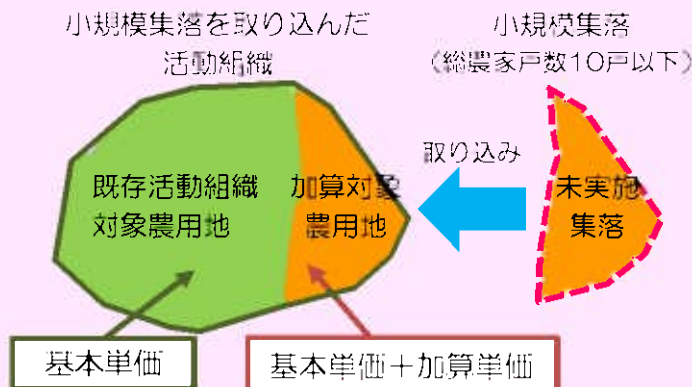 小規模集落を取り込んだ
活動組織
小規模集落
（総農家戸数10戸以下）
取り込み
既存活動組織
対象農用地
加算対象
農用地
未実施
集落
基本単価
基本単価＋加算単価